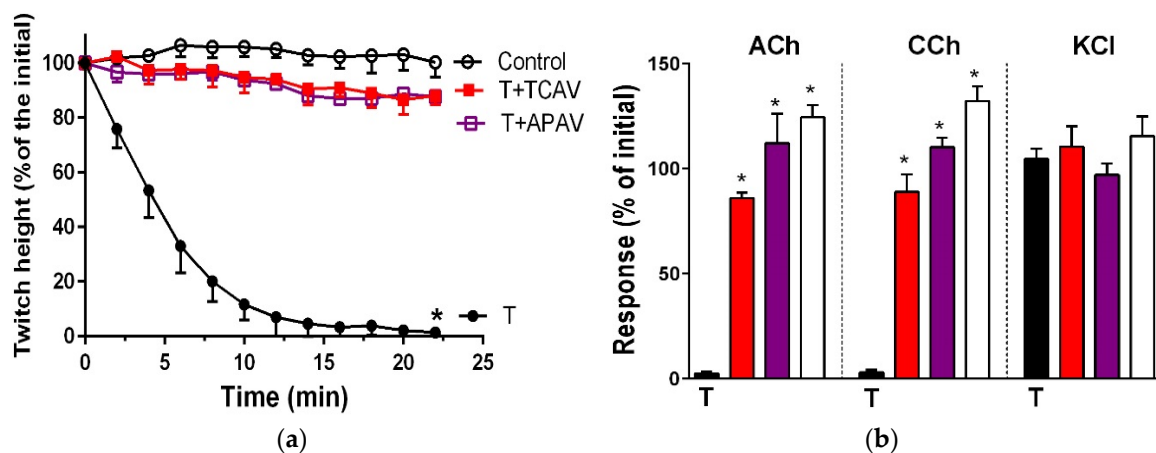 Twitch height (% of the initial)
100
80
60
40
20
0
Control
T+TCAV
T+APAV
*
T
0 5 10 15 20 25
Time (min)
(a)
ACh CCh KCl
Response (% of initial)
150
100
50
0
* * * * * *
T T T
(b)